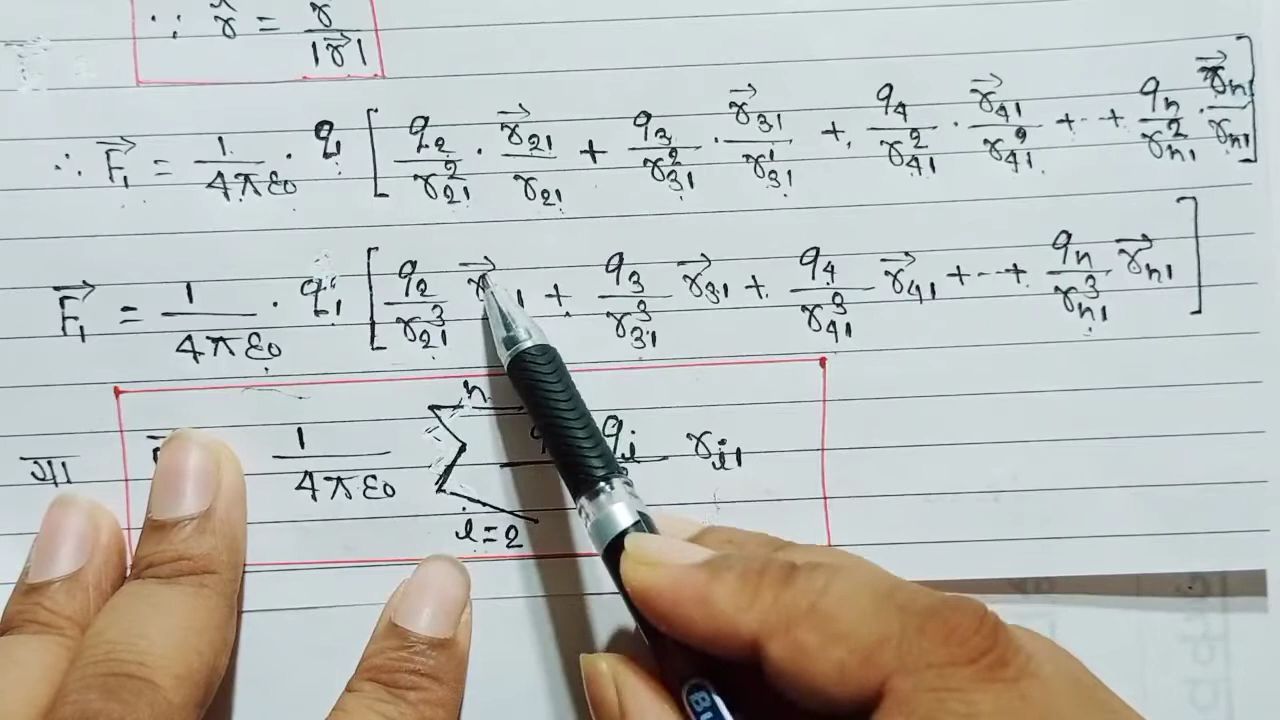 ∵ r̂ = r / |r⃗|
∴ F⃗₁ = 1/4πε₀ · q₁ [ q₂/r₂₁² · r⃗₂₁/r₂₁ + q₃/r₃₁² · r⃗₃₁/r₃₁ + q₄/r₄₁² · r⃗₄₁/r₄₁ + ··· + qₙ/rₙ₁² · r⃗ₙ₁/rₙ₁ ]
F⃗₁ = 1/4πε₀ · q₁ [ q₂/r₂₁³ r⃗₂₁ + q₃/r₃₁³ r⃗₃₁ + q₄/r₄₁³ r⃗₄₁ + ··· + qₙ/rₙ₁³ r⃗ₙ₁ ]
या 1/4πε₀ Σ n i=2 qᵢ rᵢ₁